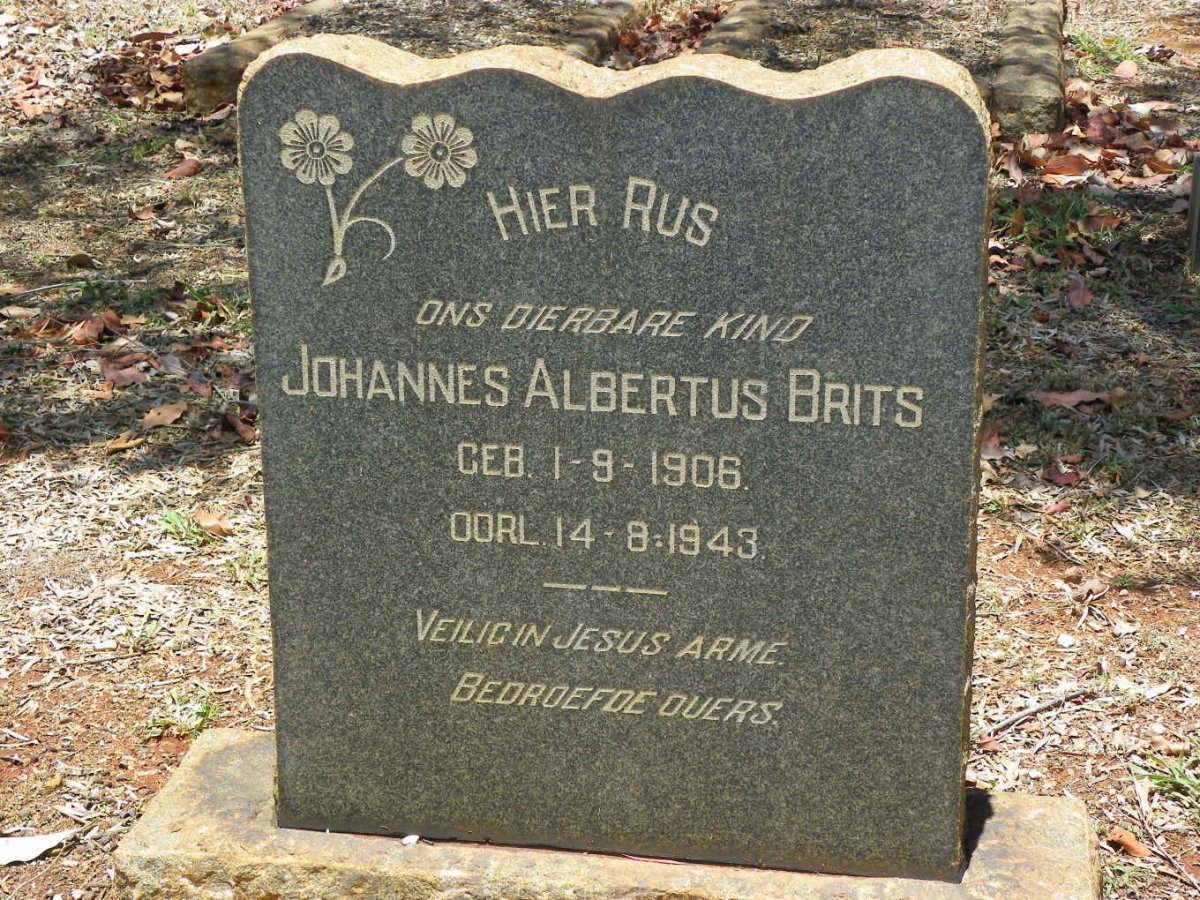 HIER RUS
ONS DIERBARE KIND
JOHANNES ALBERTUS BRITS
GEB. 1-9-1906.
OORL. 14-8-1943.
VEILIG IN JESUS ARME.
BEDROEFDE OUERS.